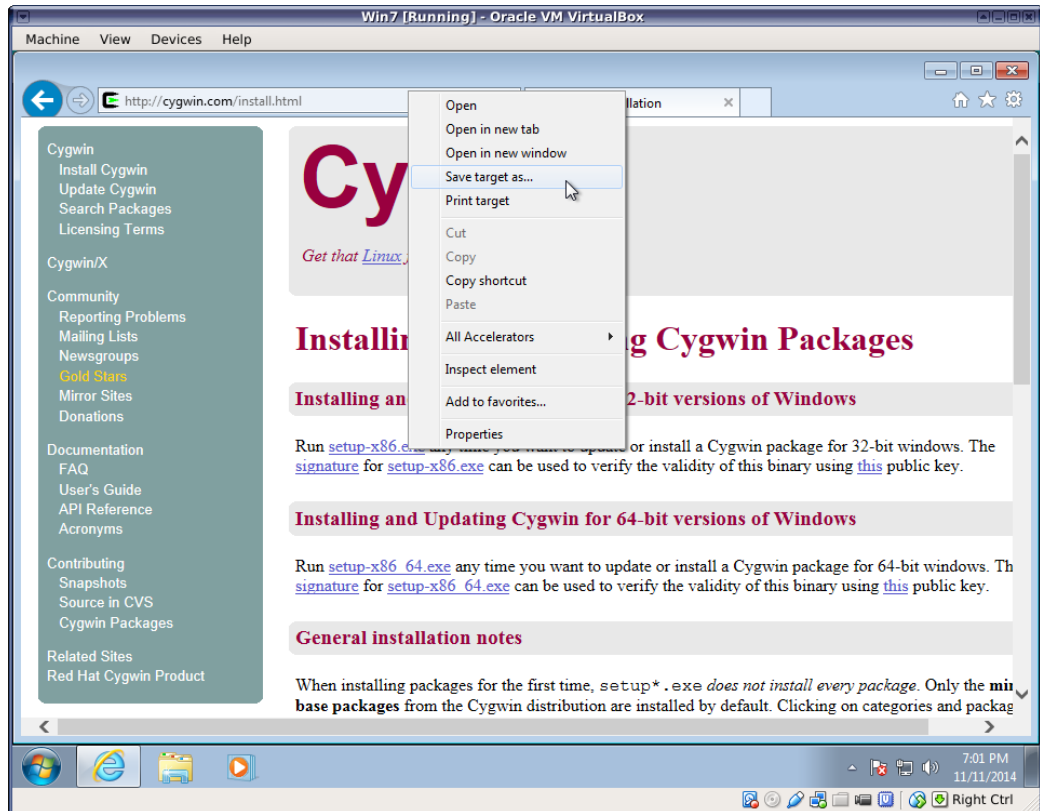 Win7 [Running] - Oracle VM VirtualBox
Machine View Devices Help
http://cygwin.com/install.html
llation
Cygwin
Install Cygwin
Update Cygwin
Search Packages
Licensing Terms
Cygwin/X
Community
Reporting Problems
Mailing Lists
Newsgroups
Gold Stars
Mirror Sites
Donations
Documentation
FAQ
User's Guide
API Reference
Acronyms
Contributing
Snapshots
Source in CVS
Cygwin Packages
Related Sites
Red Hat Cygwin Product
Open
Open in new tab
Open in new window
Save target as...
Print target
Cut
Copy
Copy shortcut
Paste
All Accelerators
Inspect element
Add to favorites...
Properties
Cy
Get that Linux
Installin g Cygwin Packages
Installing an 2-bit versions of Windows
Run setup-x86.e or install a Cygwin package for 32-bit windows. The
signature for setup-x86.exe can be used to verify the validity of this binary using this public key.
Installing and Updating Cygwin for 64-bit versions of Windows
Run setup-x86_64.exe any time you want to update or install a Cygwin package for 64-bit windows. Th
signature for setup-x86_64.exe can be used to verify the validity of this binary using this public key.
General installation notes
When installing packages for the first time, setup*.exe does not install every package. Only the min
base packages from the Cygwin distribution are installed by default. Clicking on categories and packag
7:01 PM
11/11/2014
Right Ctrl